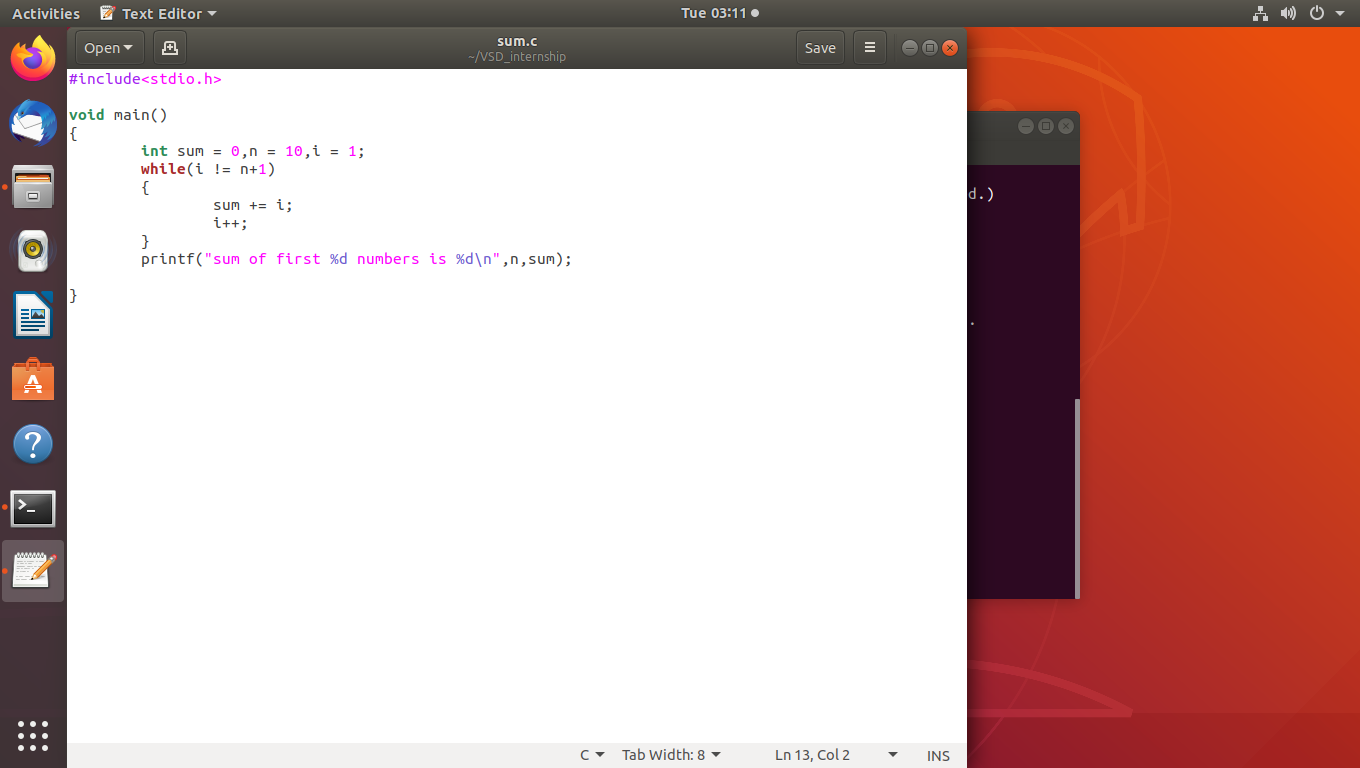 Activities Text Editor Tue 03:11
Open sum.c Save
~/VSD_internship
#include<stdio.h>
void main()
{
        int sum = 0,n = 10,i = 1;
        while(i != n+1)
        {
                sum += i;
                i++;
        }
        printf("sum of first %d numbers is %d\n",n,sum);
}
d.)
.
C Tab Width: 8 Ln 13, Col 2 INS